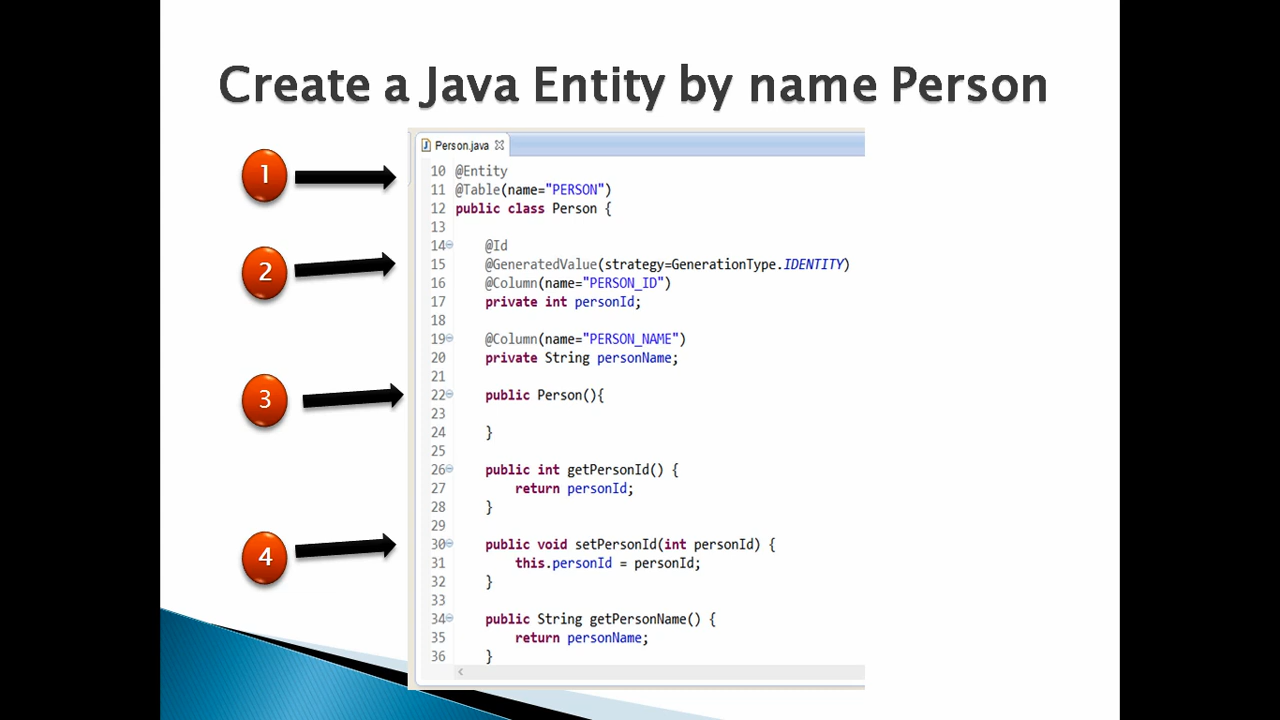 Create a Java Entity by name Person
1
2
3
4
Person.java
10 @Entity
11 @Table(name="PERSON")
12 public class Person {
13
14 @Id
15 @GeneratedValue(strategy=GenerationType.IDENTITY)
16 @Column(name="PERSON_ID")
17 private int personId;
18
19 @Column(name="PERSON_NAME")
20 private String personName;
21
22 public Person(){
23
24 }
25
26 public int getPersonId() {
27 return personId;
28 }
29
30 public void setPersonId(int personId) {
31 this.personId = personId;
32 }
33
34 public String getPersonName() {
35 return personName;
36 }